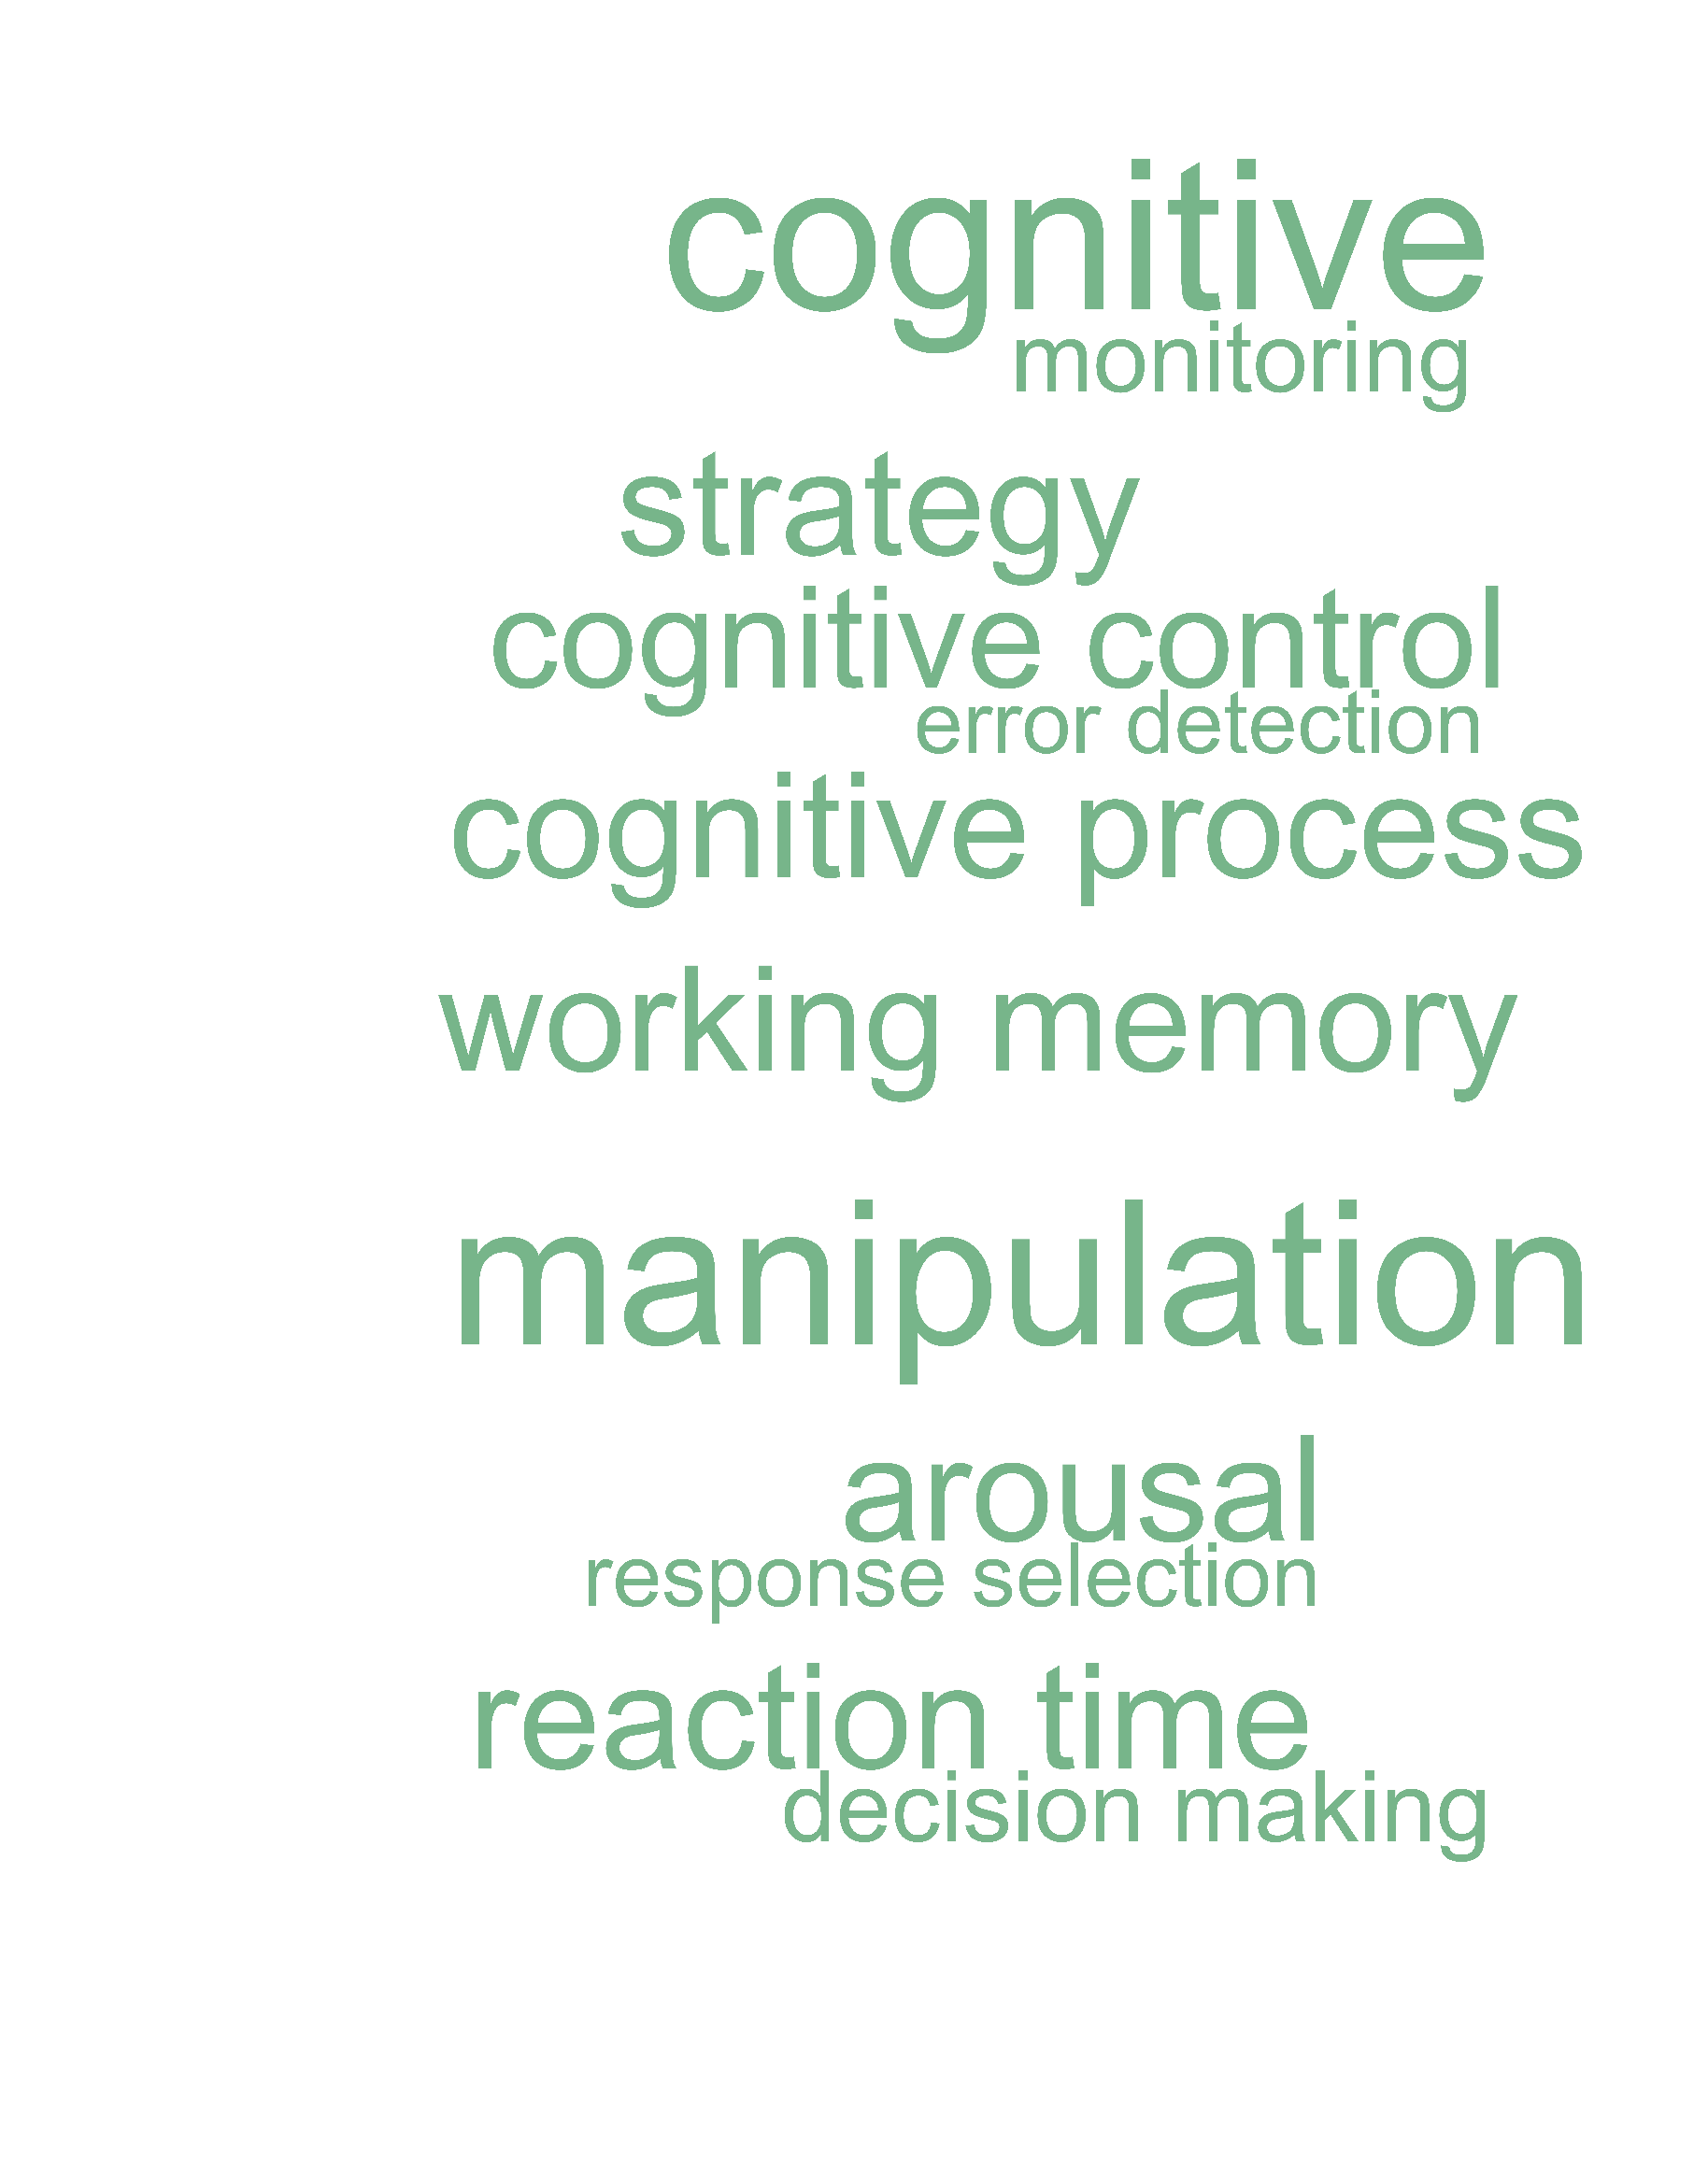 cognitive
monitoring
strategy
cognitive control
error detection
cognitive process
working memory
manipulation
arousal
response selection
reaction time
decision making